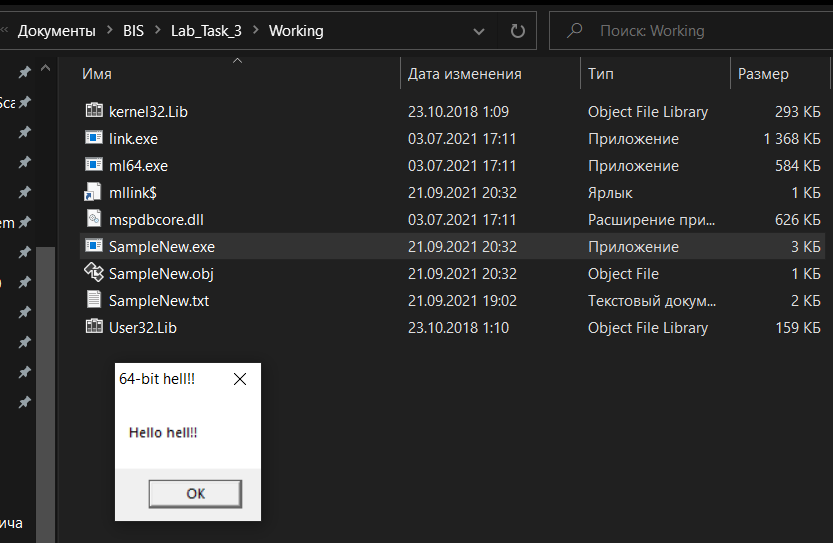 Документы BIS Lab_Task_3 Working Поиск: Working
Имя Дата изменения Тип Размер
kernel32.Lib 23.10.2018 1:09 Object File Library 293 КБ
link.exe 03.07.2021 17:11 Приложение 1 368 КБ
ml64.exe 03.07.2021 17:11 Приложение 584 КБ
mllink$ 21.09.2021 20:32 Ярлык 1 КБ
mspdbcore.dll 03.07.2021 17:11 Расширение при... 626 КБ
SampleNew.exe 21.09.2021 20:32 Приложение 3 КБ
SampleNew.obj 21.09.2021 20:32 Object File 1 КБ
SampleNew.txt 21.09.2021 19:02 Текстовый докум... 2 КБ
User32.Lib 23.10.2018 1:10 Object File Library 159 КБ
64-bit hell!!
Hello hell!!
OK